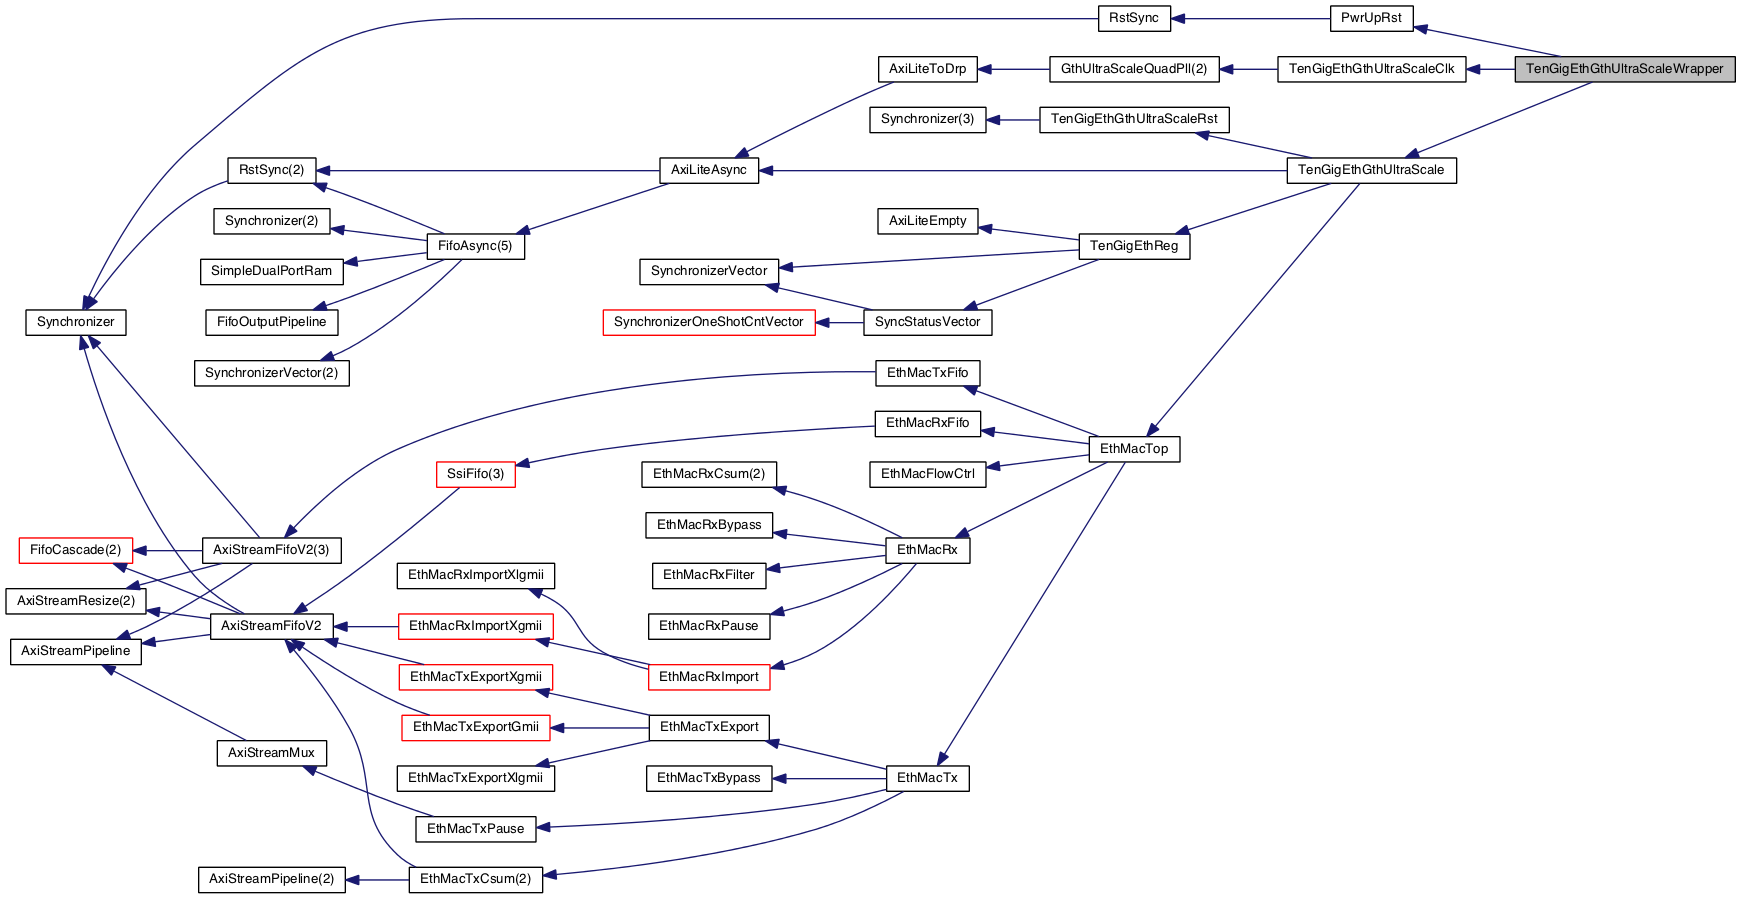 RstSync
PwrUpRst
AxiLiteToDrp
GthUltraScaleQuadPll(2)
TenGigEthGthUltraScaleClk
TenGigEthGthUltraScaleWrapper
Synchronizer(3)
TenGigEthGthUltraScaleRst
RstSync(2)
AxiLiteAsync
TenGigEthGthUltraScale
Synchronizer(2)
AxiLiteEmpty
FifoAsync(5)
TenGigEthReg
SimpleDualPortRam
SynchronizerVector
Synchronizer
FifoOutputPipeline
SynchronizerOneShotCntVector
SyncStatusVector
SynchronizerVector(2)
EthMacTxFifo
EthMacRxFifo
EthMacTop
SsiFifo(3)
EthMacRxCsum(2)
EthMacFlowCtrl
EthMacRxBypass
FifoCascade(2)
AxiStreamFifoV2(3)
EthMacRx
EthMacRxImportXlgmii
EthMacRxFilter
AxiStreamResize(2)
AxiStreamFifoV2
EthMacRxImportXgmii
EthMacRxPause
AxiStreamPipeline
EthMacTxExportXgmii
EthMacRxImport
EthMacTxExportGmii
EthMacTxExport
AxiStreamMux
EthMacTxExportXlgmii
EthMacTxBypass
EthMacTx
EthMacTxPause
AxiStreamPipeline(2)
EthMacTxCsum(2)